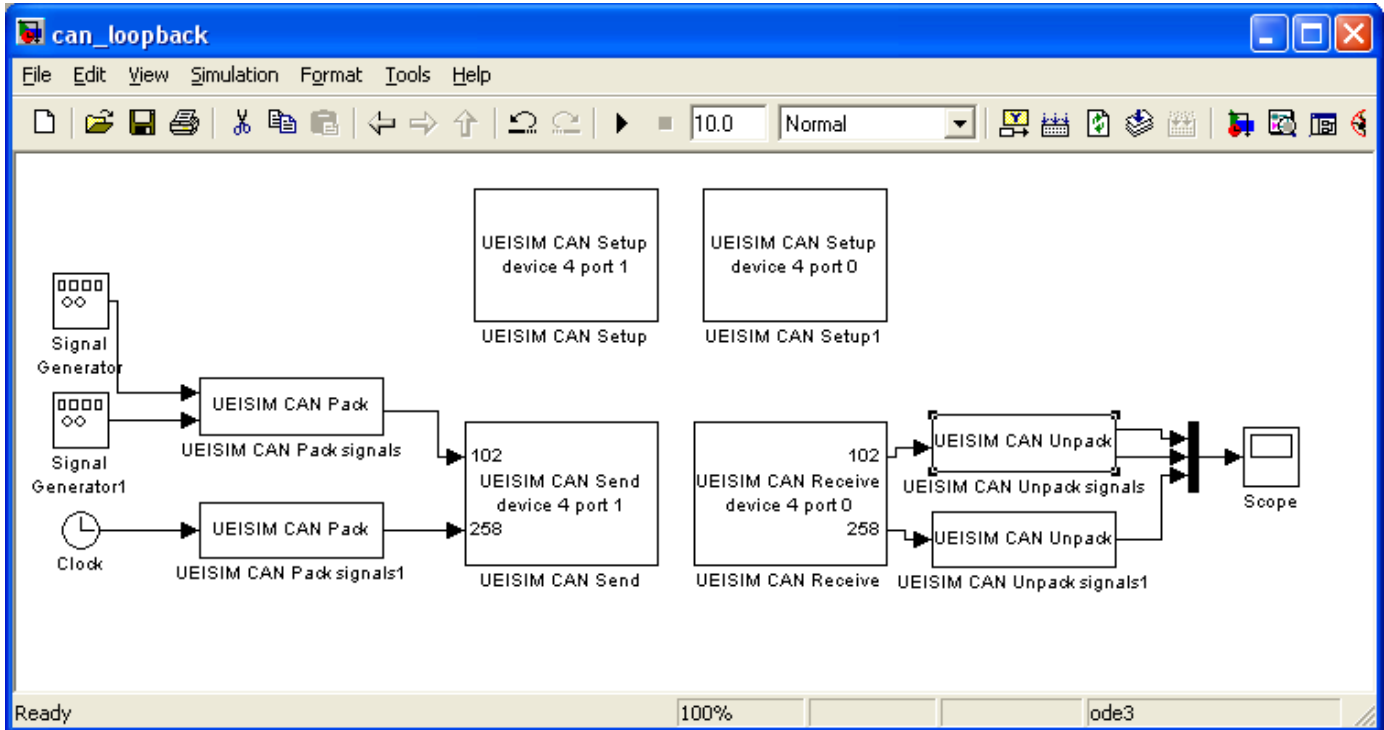 can_loopback
File Edit View Simulation Format Tools Help
10.0 Normal
UEISIM CAN Setup
device 4 port 1
UEISIM CAN Setup
UEISIM CAN Setup
device 4 port 0
UEISIM CAN Setup1
Signal
Generator
Signal
Generator1
Clock
UEISIM CAN Pack
UEISIM CAN Pack signals
UEISIM CAN Pack
UEISIM CAN Pack signals1
102
UEISIM CAN Send
device 4 port 1
258
UEISIM CAN Send
102
UEISIM CAN Receive
device 4 port 0
258
UEISIM CAN Receive
UEISIM CAN Unpack
UEISIM CAN Unpack signals
UEISIM CAN Unpack
UEISIM CAN Unpack signals1
Scope
Ready 100% ode3